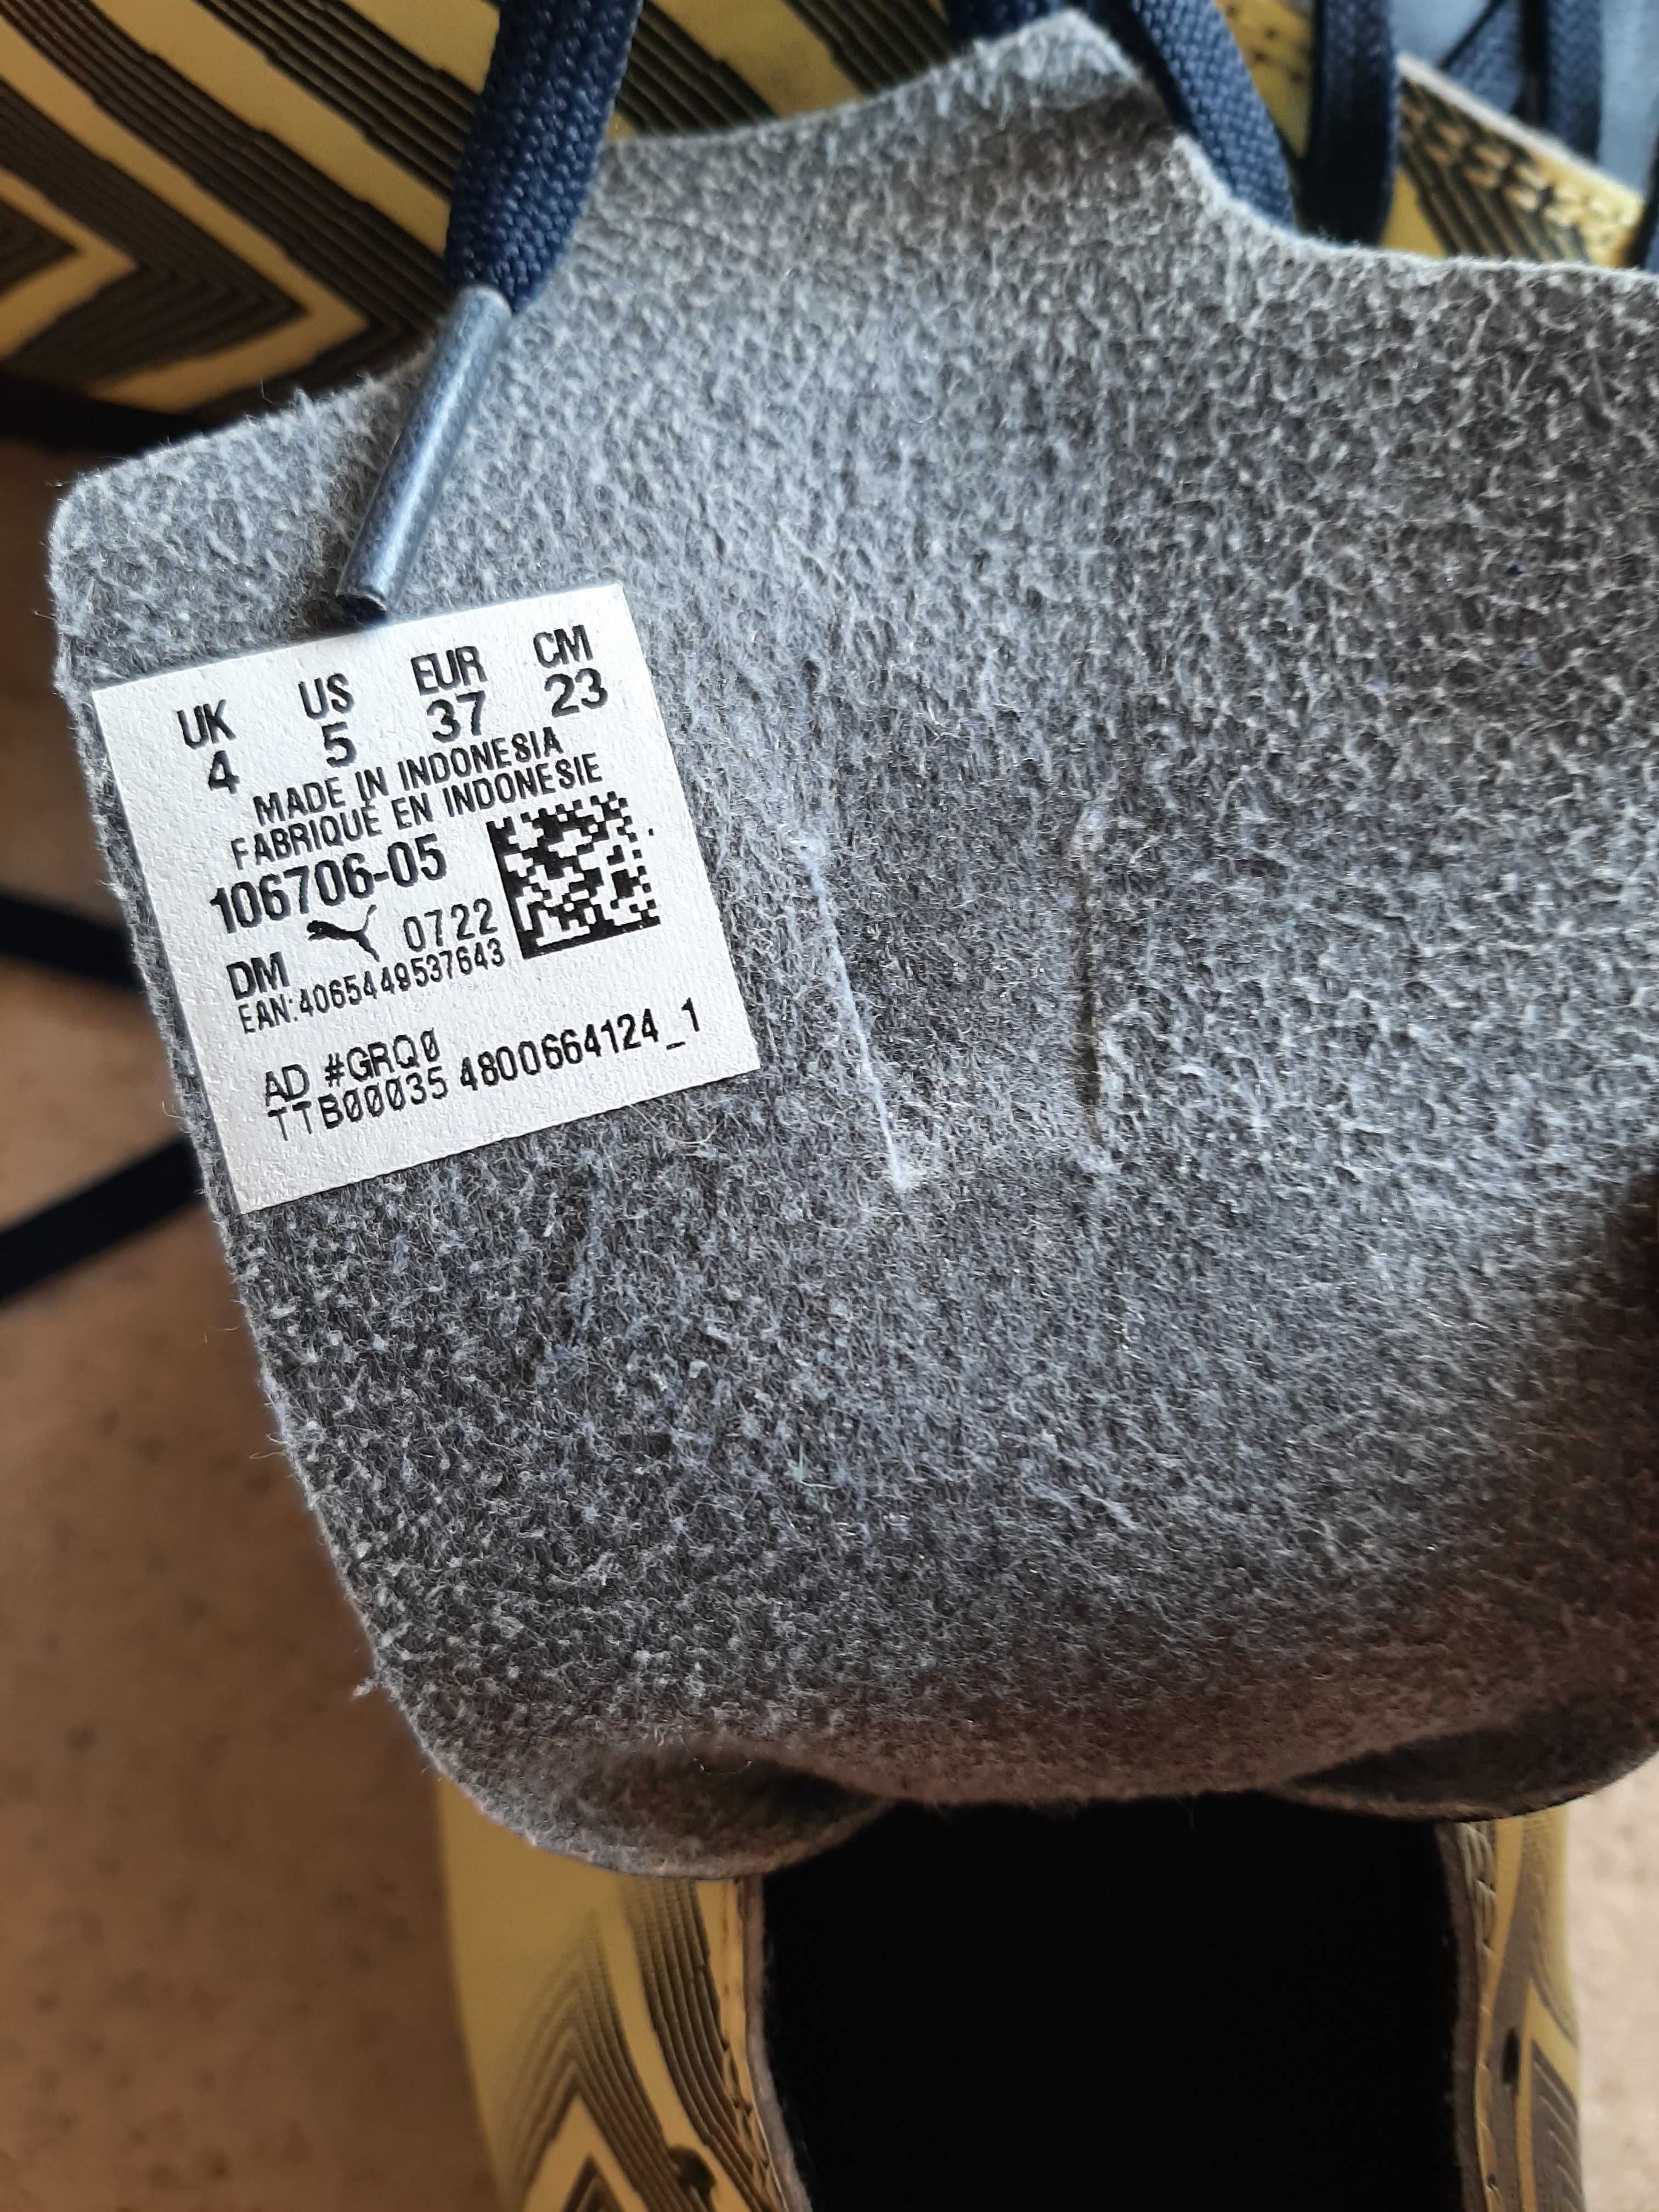 UK US EUR CM
4 5 37 23
MADE IN INDONESIA
FABRIQUE EN INDONESIE
106706-05
DM 0722
EAN:4065449537643
AD #GRQ0
TTB00035 4800664124_1